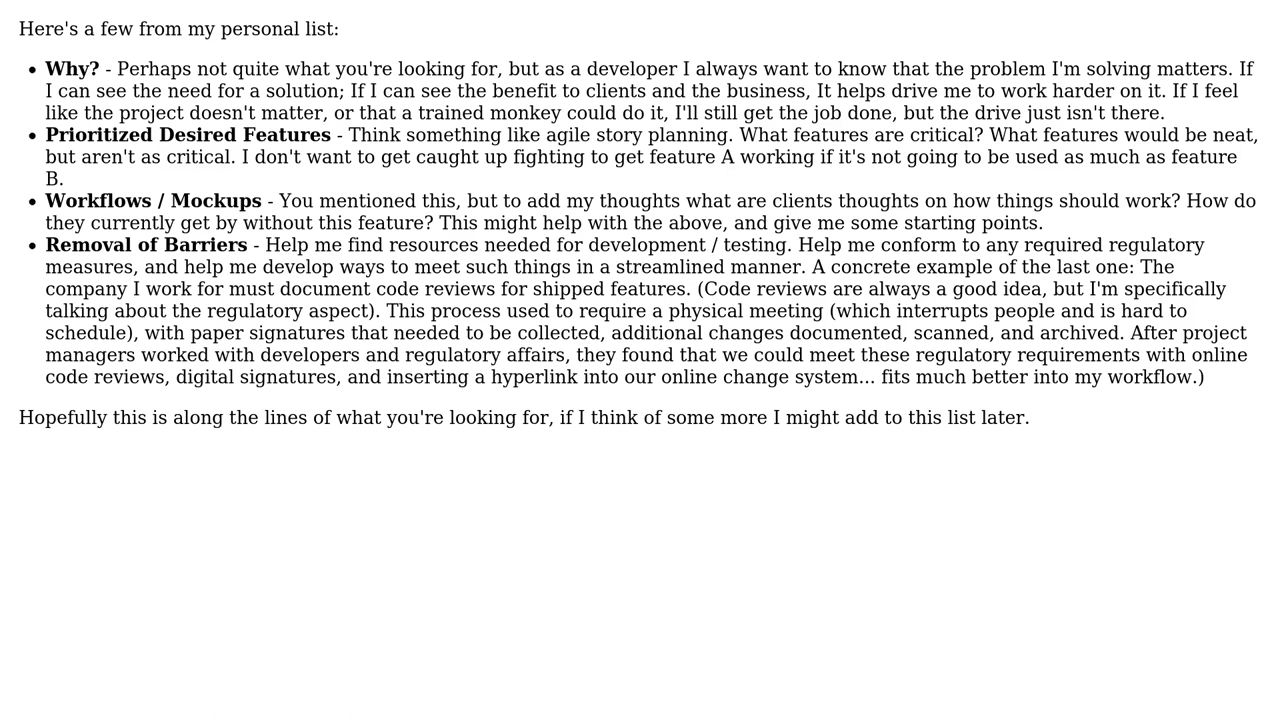 Here's a few from my personal list:
• Why? - Perhaps not quite what you're looking for, but as a developer I always want to know that the problem I'm solving matters. If
I can see the need for a solution; If I can see the benefit to clients and the business, It helps drive me to work harder on it. If I feel
like the project doesn't matter, or that a trained monkey could do it, I'll still get the job done, but the drive just isn't there.
• Prioritized Desired Features - Think something like agile story planning. What features are critical? What features would be neat,
but aren't as critical. I don't want to get caught up fighting to get feature A working if it's not going to be used as much as feature
B.
• Workflows / Mockups - You mentioned this, but to add my thoughts what are clients thoughts on how things should work? How do
they currently get by without this feature? This might help with the above, and give me some starting points.
• Removal of Barriers - Help me find resources needed for development / testing. Help me conform to any required regulatory
measures, and help me develop ways to meet such things in a streamlined manner. A concrete example of the last one: The
company I work for must document code reviews for shipped features. (Code reviews are always a good idea, but I'm specifically
talking about the regulatory aspect). This process used to require a physical meeting (which interrupts people and is hard to
schedule), with paper signatures that needed to be collected, additional changes documented, scanned, and archived. After project
managers worked with developers and regulatory affairs, they found that we could meet these regulatory requirements with online
code reviews, digital signatures, and inserting a hyperlink into our online change system... fits much better into my workflow.)
Hopefully this is along the lines of what you're looking for, if I think of some more I might add to this list later.